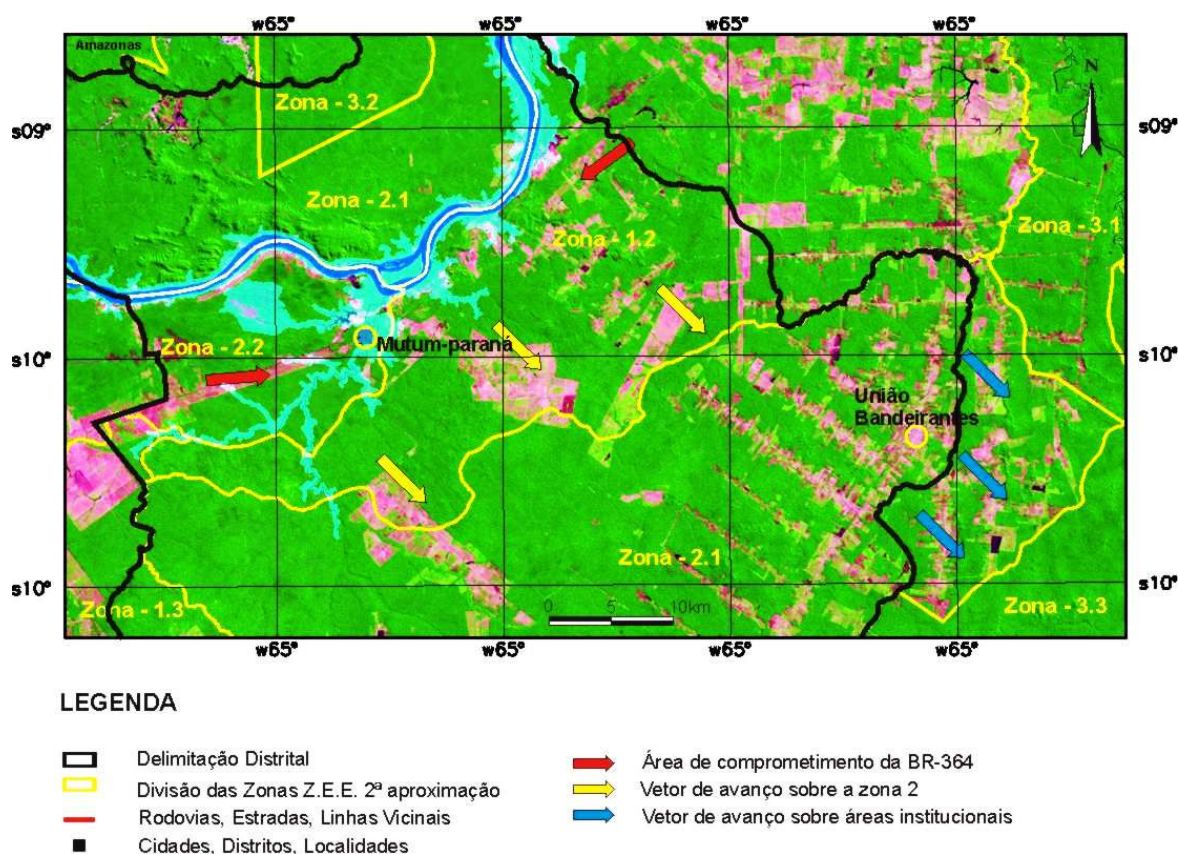 w65° w65° w65° w65°
Amazonas
N
Zona - 3.2
s09° s09°
Zona - 2.1
Zona - 3.1
Zona - 1.2
Mutum-paraná
Zona - 2.2
s10° s10°
União
Bandeirantes
Zona - 2.1
s10° s10°
Zona - 1.3
0 5 10km
Zona - 3.3
w65° w65° w65° w65°
LEGENDA
Delimitação Distrital
Divisão das Zonas Z.E.E. 2ª aproximação
Rodovias, Estradas, Linhas Vicinais
Cidades, Distritos, Localidades
Área de comprometimento da BR-364
Vetor de avanço sobre a zona 2
Vetor de avanço sobre áreas institucionais